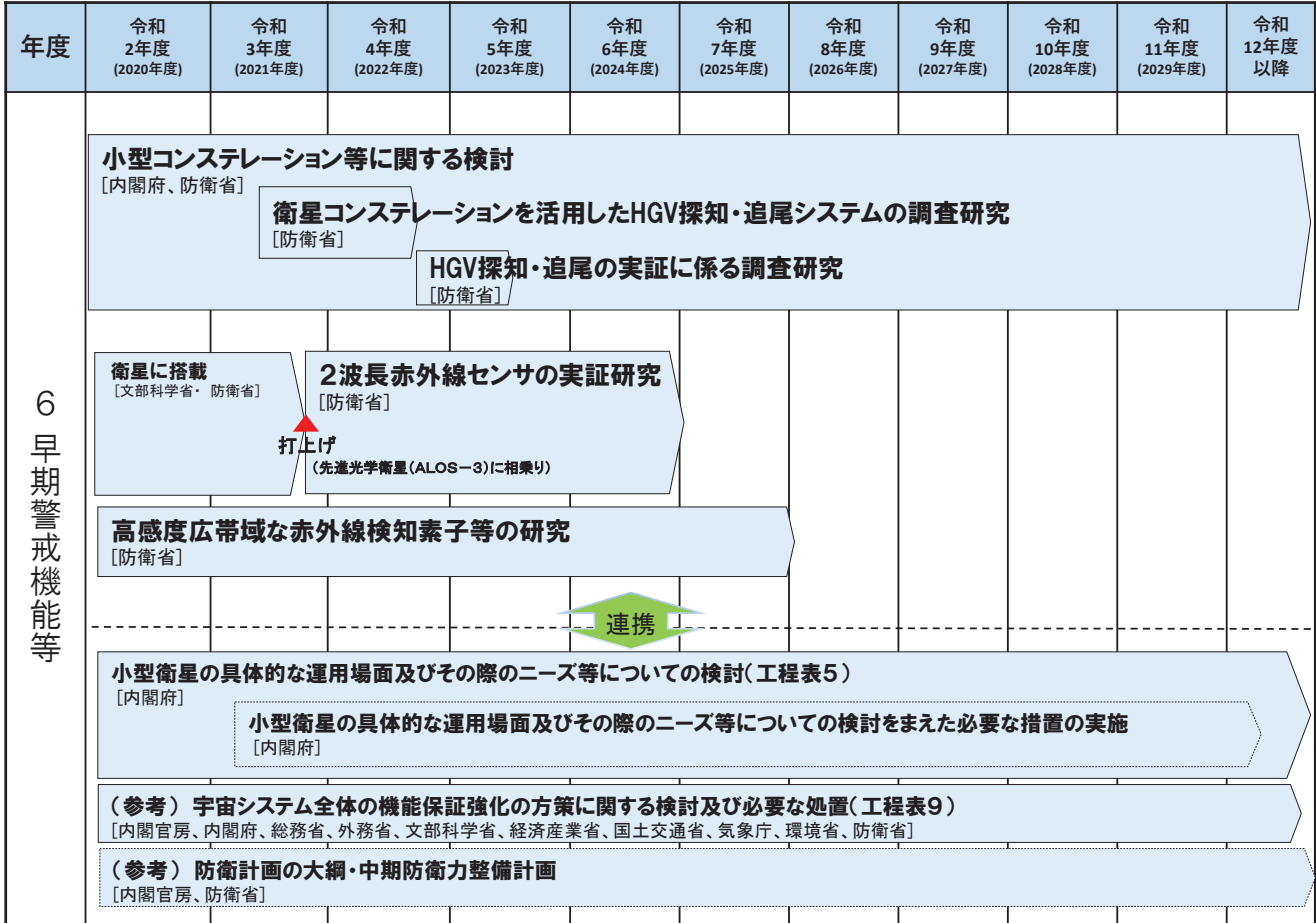 年度
令和
2年度
(2020年度)
令和
3年度
(2021年度)
令和
4年度
(2022年度)
令和
5年度
(2023年度)
令和
6年度
(2024年度)
令和
7年度
(2025年度)
令和
8年度
(2026年度)
令和
9年度
(2027年度)
令和
10年度
(2028年度)
令和
11年度
(2029年度)
令和
12年度
以降
6 早期警戒機能等
小型コンステレーション等に関する検討
[内閣府、防衛省]
衛星コンステレーションを活用したHGV探知・追尾システムの調査研究
[防衛省]
HGV探知・追尾の実証に係る調査研究
[防衛省]
衛星に搭載
[文部科学省・ 防衛省]
2波長赤外線センサの実証研究
[防衛省]
打上げ
(先進光学衛星(ALOS-3)に相乗り)
高感度広帯域な赤外線検知素子等の研究
[防衛省]
連携
小型衛星の具体的な運用場面及びその際のニーズ等についての検討(工程表5)
[内閣府]
小型衛星の具体的な運用場面及びその際のニーズ等についての検討をまえた必要な措置の実施
[内閣府]
(参考) 宇宙システム全体の機能保証強化の方策に関する検討及び必要な処置(工程表9)
[内閣官房、内閣府、総務省、外務省、文部科学省、経済産業省、国土交通省、気象庁、環境省、防衛省]
(参考) 防衛計画の大綱・中期防衛力整備計画
[内閣官房、防衛省]